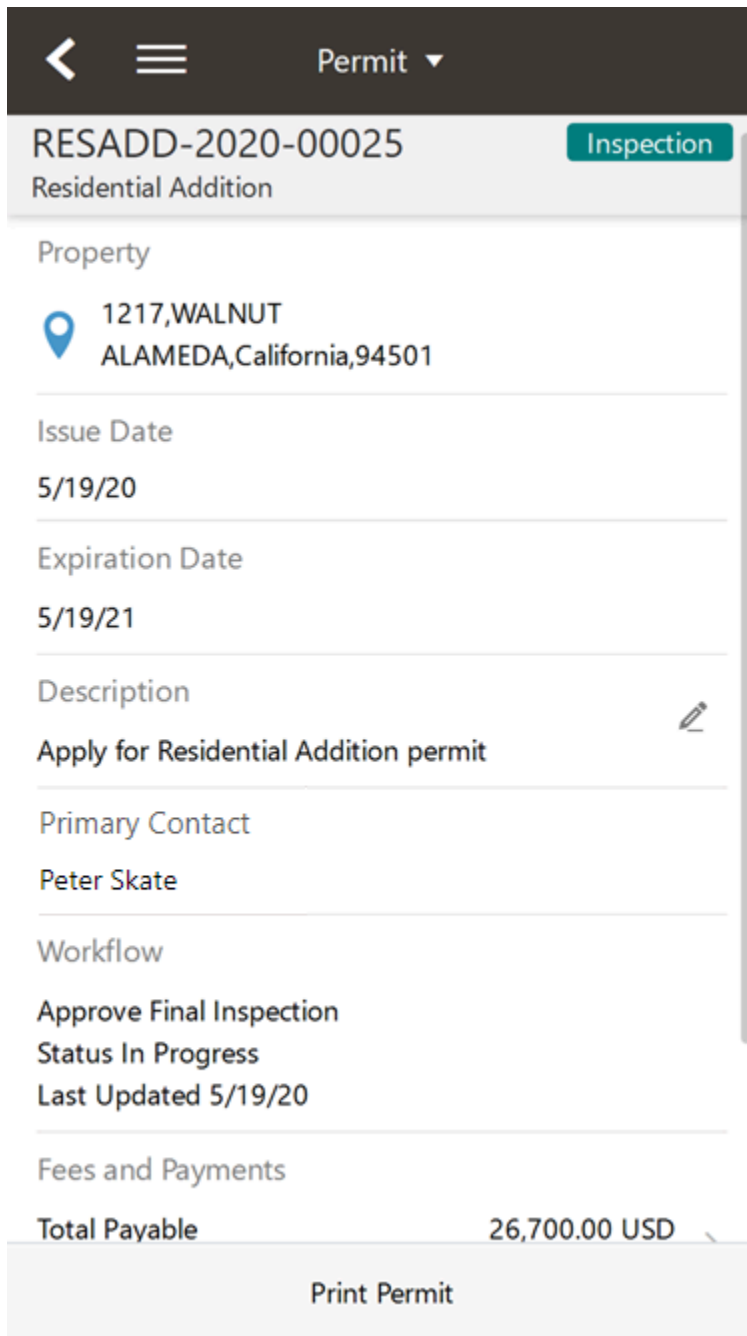 Permit
RESADD-2020-00025
Inspection
Residential Addition
Property
1217,WALNUT
ALAMEDA,California,94501
Issue Date
5/19/20
Expiration Date
5/19/21
Description
Apply for Residential Addition permit
Primary Contact
Peter Skate
Workflow
Approve Final Inspection
Status In Progress
Last Updated 5/19/20
Fees and Payments
Total Payable 26,700.00 USD
Print Permit